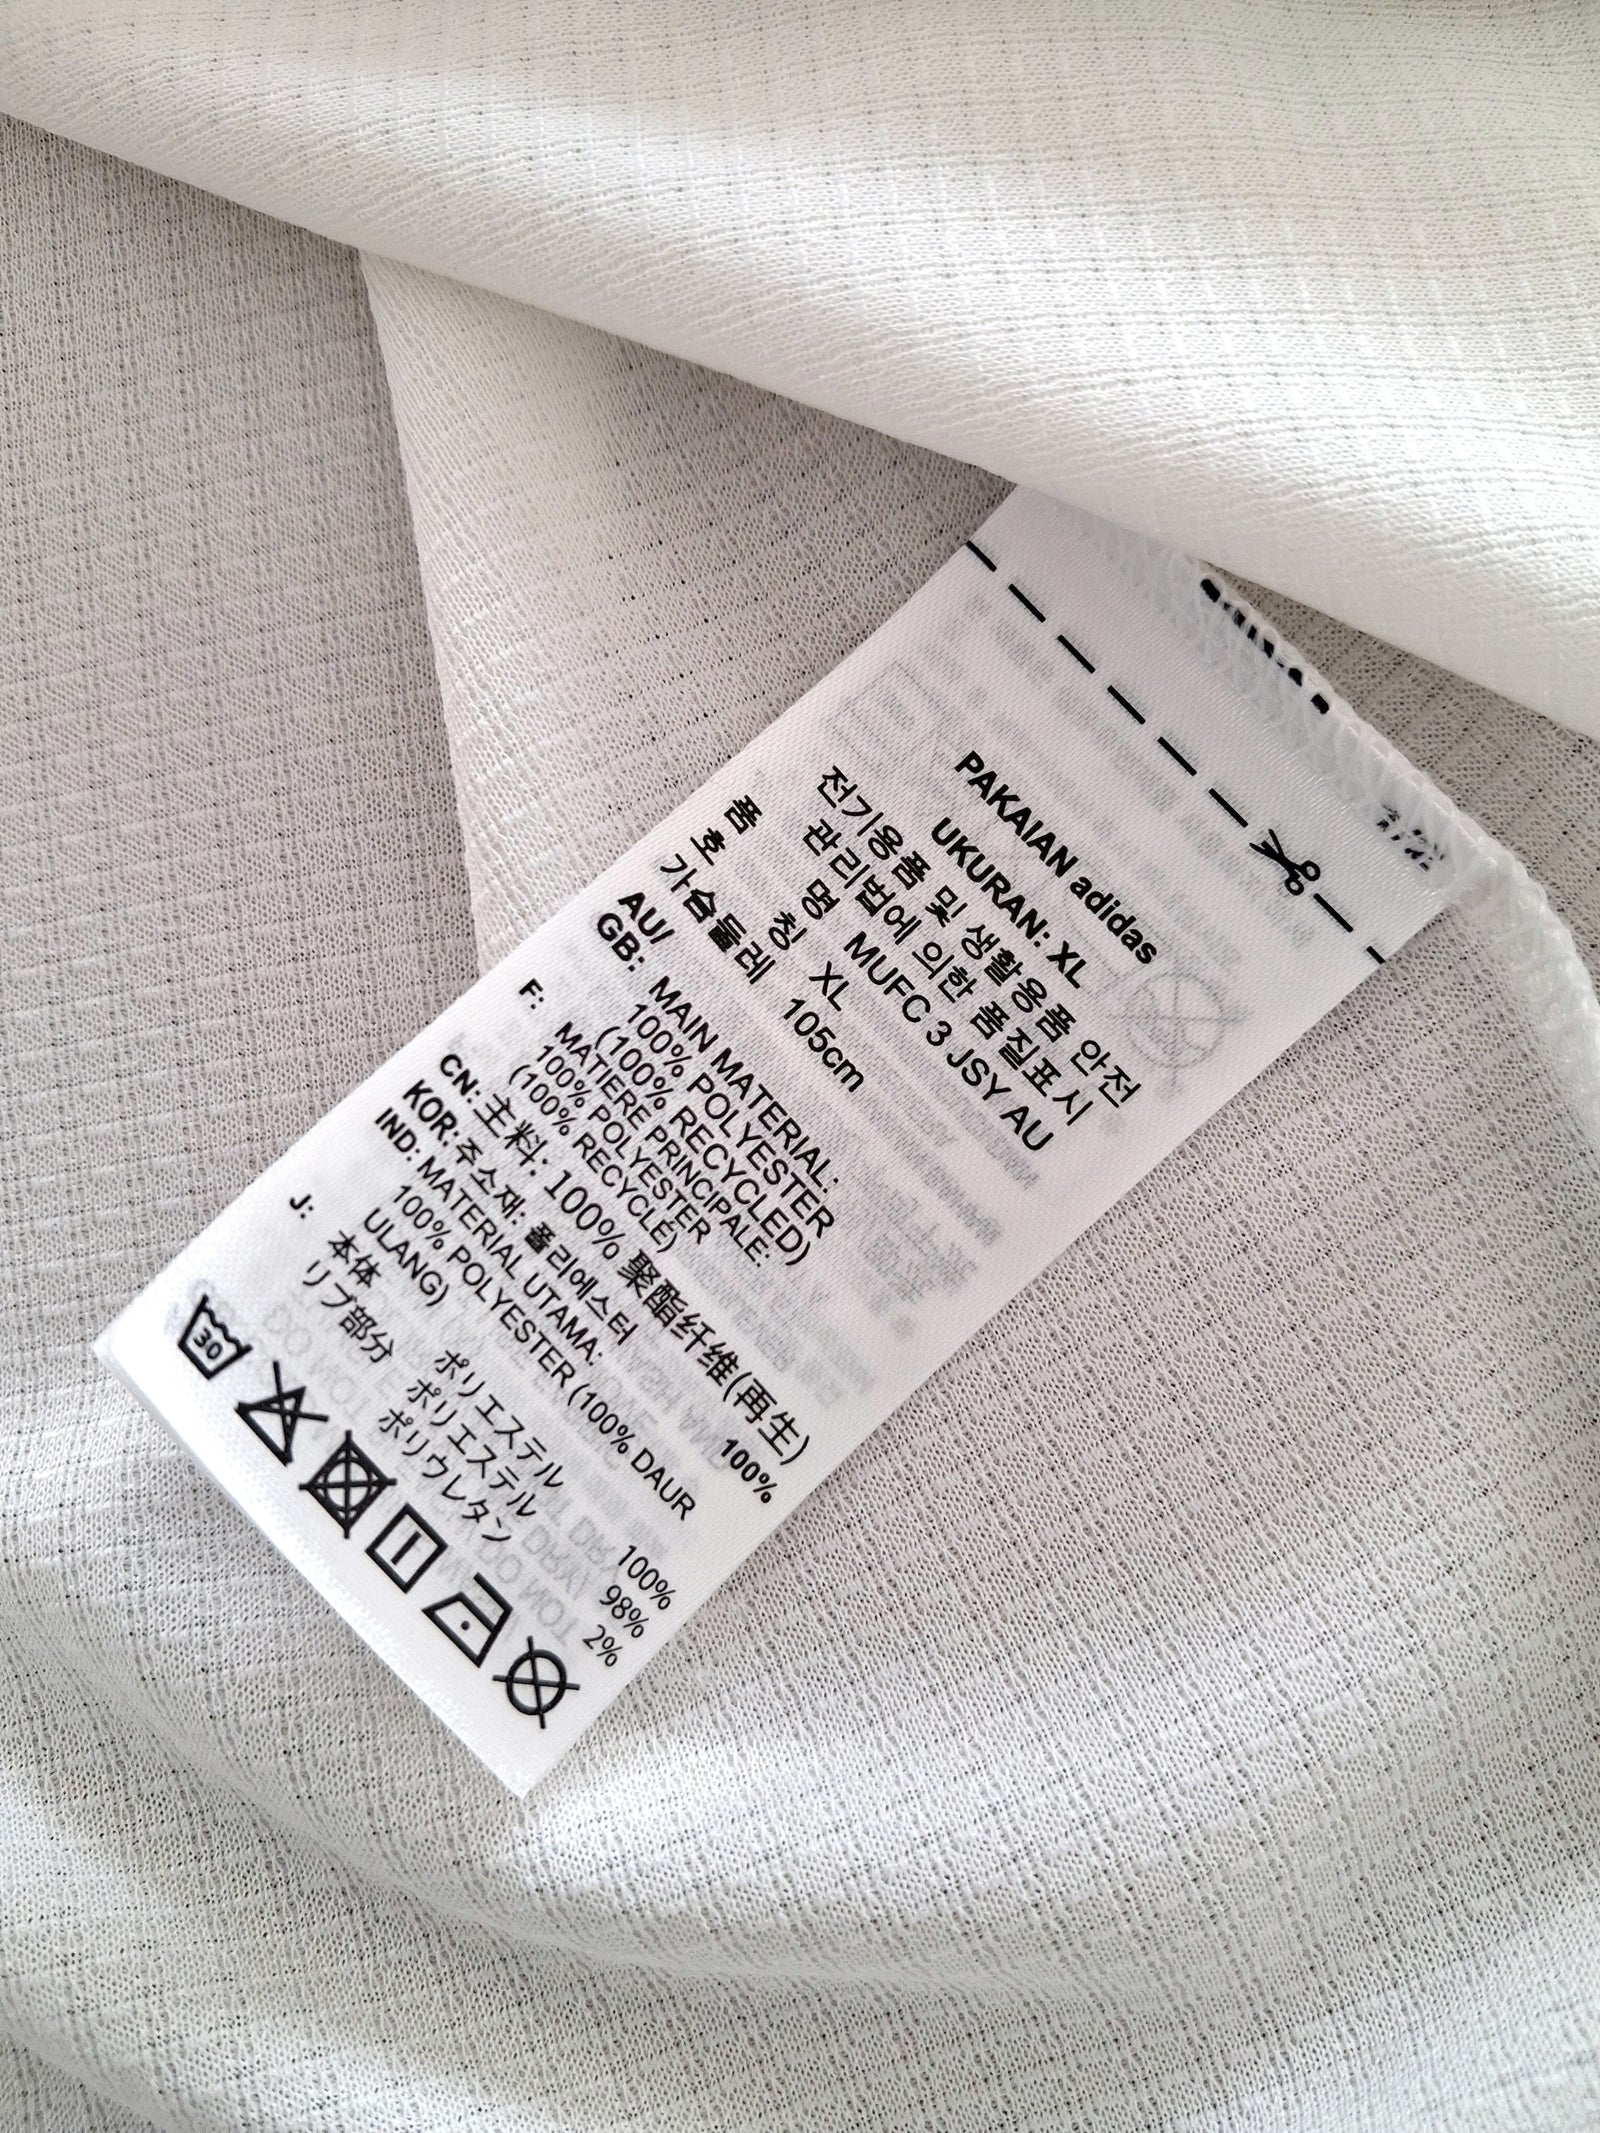 PAKAIAN adidas
UKURAN: XL
전기용품 및 생활용품 안전
관리법에 의한 품질표시
품 명 MUFC 3 JSY AU
호 칭 XL
가슴둘레 105cm
AU/
GB: MAIN MATERIAL:
100% POLYESTER
(100% RECYCLED)
F: MATIERE PRINCIPALE:
100% POLYESTER
(100% RECYCLÉ)
CN: 主料: 100% 聚酯纤维(再生)
KOR: 주소재: 폴리에스터 100%
IND: MATERIAL UTAMA:
100% POLYESTER (100% DAUR
ULANG)
J: 本体 ポリエステル 100%
リブ部分 ポリエステル 98%
ポリウレタン 2%
30